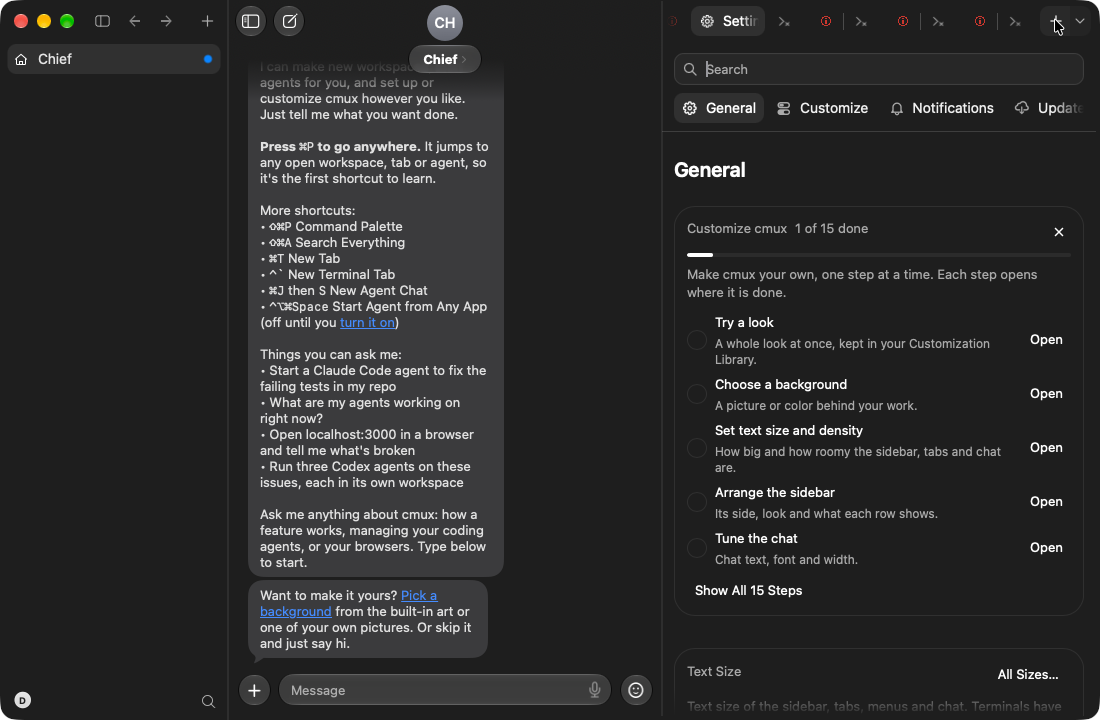 Chief
D
CH
Chief
I can make new workspac
agents for you, and set up or
customize cmux however you like.
Just tell me what you want done.
Press ⌘P to go anywhere. It jumps to
any open workspace, tab or agent, so
it's the first shortcut to learn.
More shortcuts:
• ⇧⌘P Command Palette
• ⇧⌘A Search Everything
• ⌘T New Tab
• ^` New Terminal Tab
• ⌘J then S New Agent Chat
• ^⌥⌘Space Start Agent from Any App
(off until you turn it on)
Things you can ask me:
• Start a Claude Code agent to fix the
failing tests in my repo
• What are my agents working on
right now?
• Open localhost:3000 in a browser
and tell me what's broken
• Run three Codex agents on these
issues, each in its own workspace
Ask me anything about cmux: how a
feature works, managing your coding
agents, or your browsers. Type below
to start.
Want to make it yours? Pick a
background from the built-in art or
one of your own pictures. Or skip it
and just say hi.
Message
Settin
Search
General Customize Notifications Update
General
Customize cmux 1 of 15 done
Make cmux your own, one step at a time. Each step opens
where it is done.
Try a look
A whole look at once, kept in your Customization
Library.
Open
Choose a background
A picture or color behind your work.
Open
Set text size and density
How big and how roomy the sidebar, tabs and chat
are.
Open
Arrange the sidebar
Its side, look and what each row shows.
Open
Tune the chat
Chat text, font and width.
Open
Show All 15 Steps
Text Size
All Sizes...
Text size of the sidebar, tabs, menus and chat. Terminals have